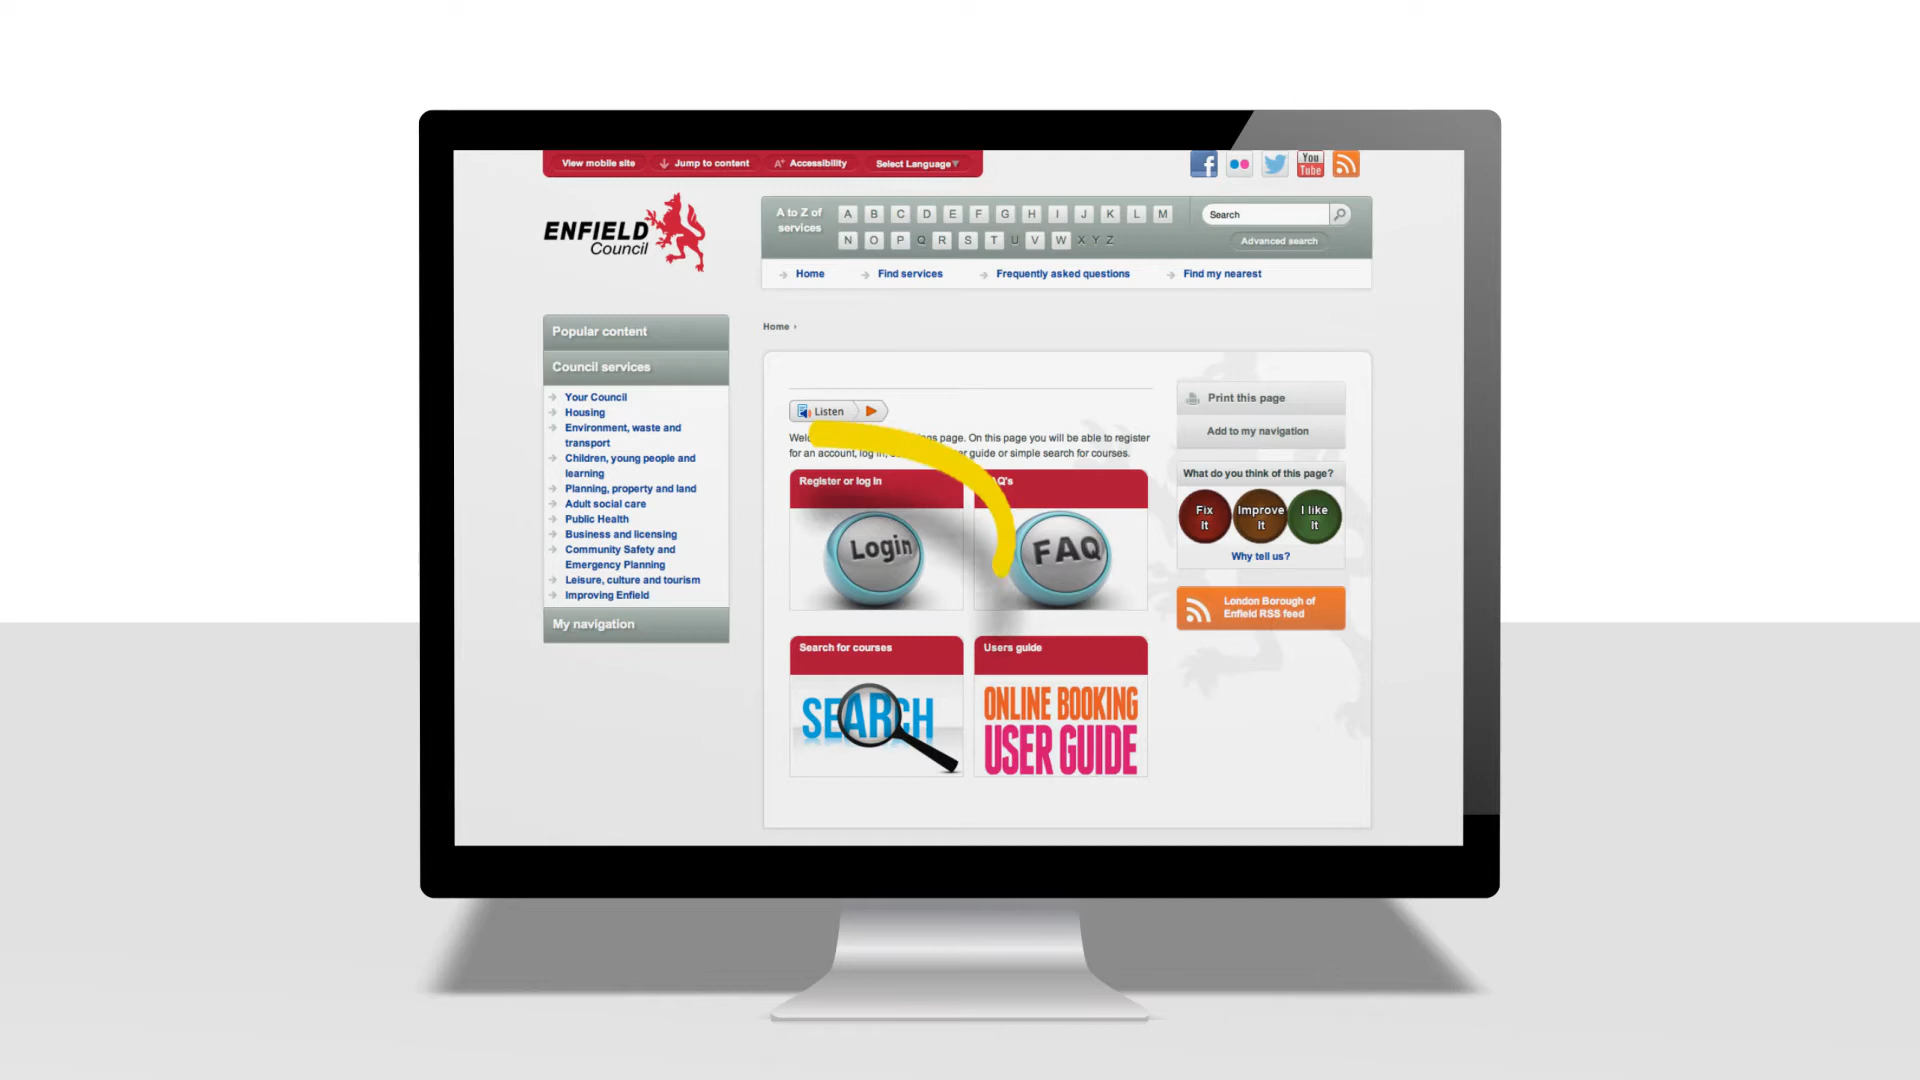 View mobile site Jump to content A+ Accessibility Select Language▼
You
Tube
ENFIELD
Council
A to Z of
services
A B C D E F G H I J K L M
N O P Q R S T U V W X Y Z
Search
Advanced search
Home Find services Frequently asked questions Find my nearest
Home ›
Popular content
Council services
Your Council
Housing
Environment, waste and
transport
Children, young people and
learning
Planning, property and land
Adult social care
Public Health
Business and licensing
Community Safety and
Emergency Planning
Leisure, culture and tourism
Improving Enfield
My navigation
Listen
page. On this page you will be able to register
for an account, log in, guide or simple search for courses.
Register or log in
Login
FAQ
Search for courses
SEARCH
Users guide
ONLINE BOOKING
USER GUIDE
Print this page
Add to my navigation
What do you think of this page?
Fix
It
Improve
It
I like
It
Why tell us?
London Borough of
Enfield RSS feed